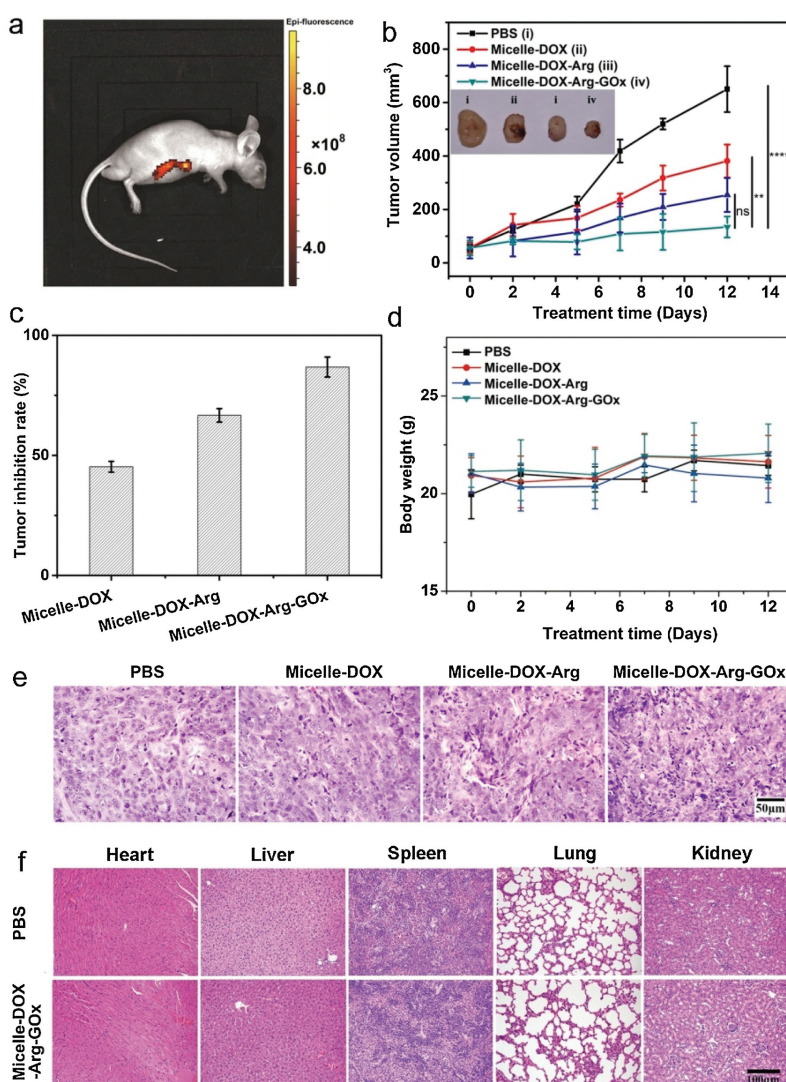 a
Epi-fluorescence
8.0
×10⁸
6.0
4.0
b
PBS (i)
Micelle-DOX (ii)
Micelle-DOX-Arg (iii)
Micelle-DOX-Arg-GOx (iv)
i ii i iv
Tumor volume (mm³)
800
600
400
200
0
ns
**
****
0 2 4 6 8 10 12 14
Treatment time (Days)
c
Tumor inhibition rate (%)
100
50
0
Micelle-DOX
Micelle-DOX-Arg
Micelle-DOX-Arg-GOx
d
PBS
Micelle-DOX
Micelle-DOX-Arg
Micelle-DOX-Arg-GOx
Body weight (g)
25
20
15
0 2 4 6 8 10 12
Treatment time (Days)
e
PBS Micelle-DOX Micelle-DOX-Arg Micelle-DOX-Arg-GOx
50μm
f
Heart Liver Spleen Lung Kidney
PBS
Micelle-DOX
-Arg-GOx
100μm